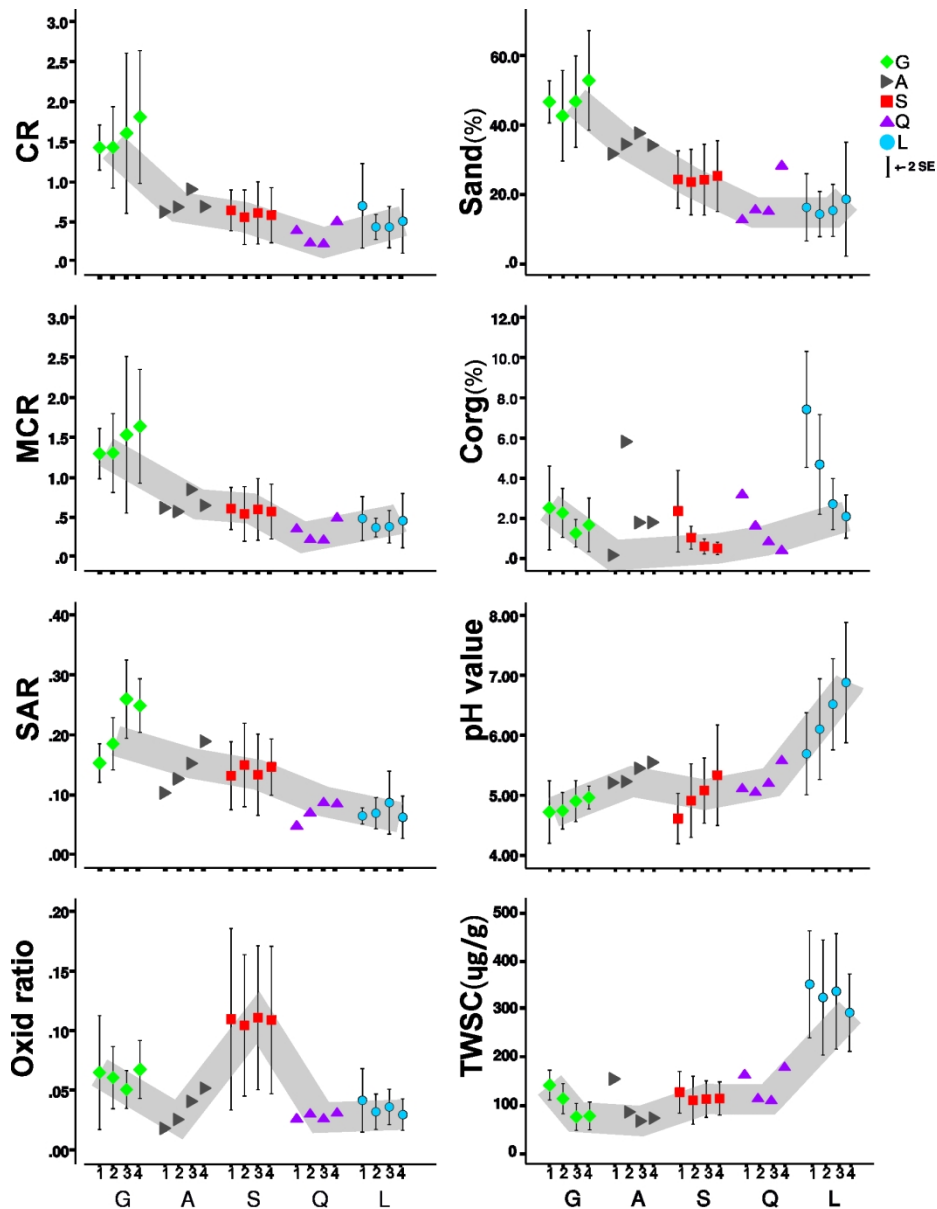 CR
3.0
2.5
2.0
1.5
1.0
.5
.0
Sand(%)
60.0
40.0
20.0
.0
G
A
S
Q
L
←2 SE
MCR
3.0
2.5
2.0
1.5
1.0
.5
.0
Corg(%)
12.0
10.0
8.0
6.0
4.0
2.0
.0
SAR
.40
.30
.20
.10
.00
pH value
8.00
7.00
6.00
5.00
4.00
Oxid ratio
.20
.15
.10
.05
.00
1 2 3 4 1 2 3 4 1 2 3 4 1 2 3 4 1 2 3 4
G A S Q L
TWSC(ug/g)
500
400
300
200
100
0
1 2 3 4 1 2 3 4 1 2 3 4 1 2 3 4 1 2 3 4
G A S Q L